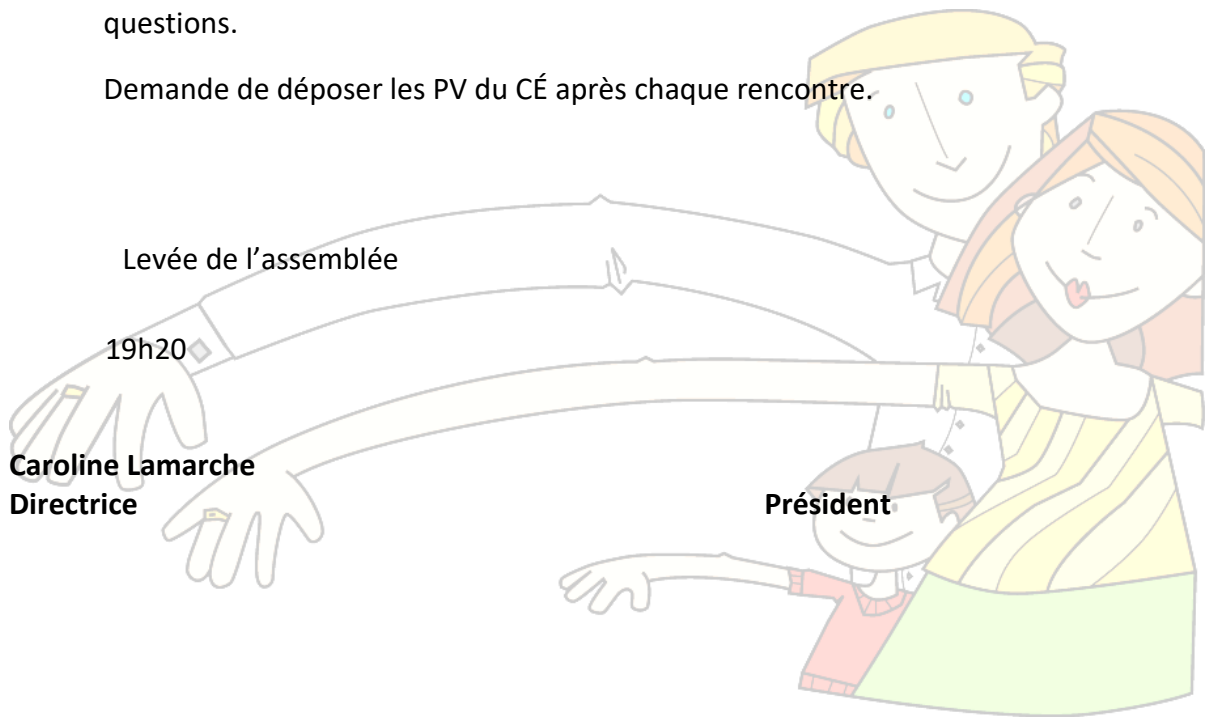 questions.
Demande de déposer les PV du CÉ après chaque rencontre.
Levée de l’assemblée
19h20
Caroline Lamarche
Directrice Président